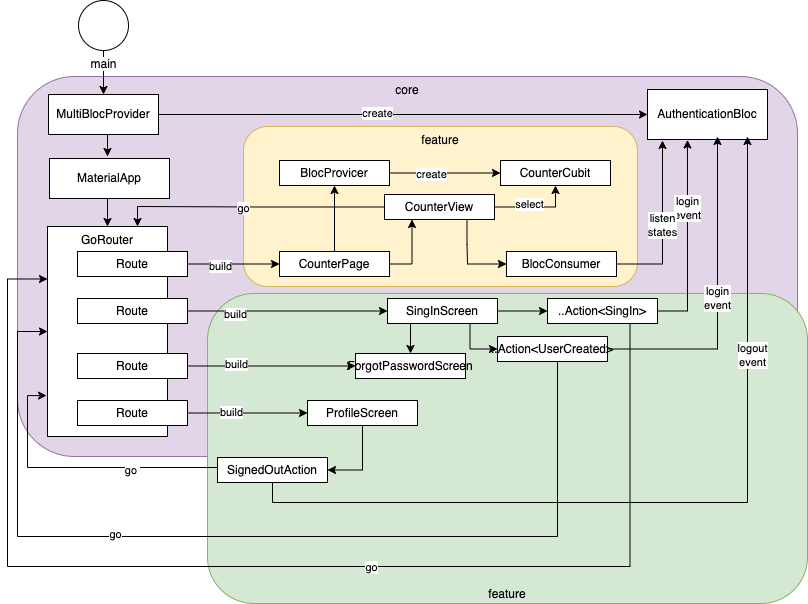 main
core
MultiBlocProvider
create
AuthenticationBloc
feature
BlocProvicer
create
CounterCubit
MaterialApp
go
CounterView
select
login
event
listen
states
GoRouter
Route
build
CounterPage
BlocConsumer
login
event
Route
build
SingInScreen
..Action<SingIn>
logout
event
Action<UserCreated>
Route
build
ForgotPasswordScreen
Route
build
ProfileScreen
go
SignedOutAction
go
go
feature